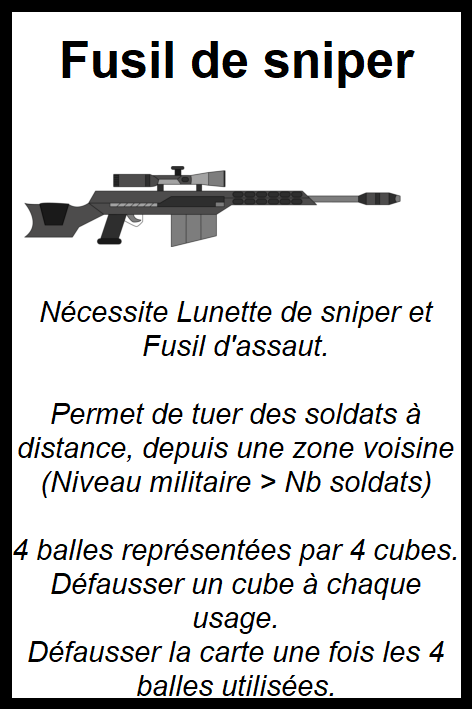 Fusil de sniper
Nécessite Lunette de sniper et
Fusil d'assaut.
Permet de tuer des soldats à
distance, depuis une zone voisine
(Niveau militaire > Nb soldats)
4 balles représentées par 4 cubes.
Défausser un cube à chaque
usage.
Défausser la carte une fois les 4
balles utilisées.